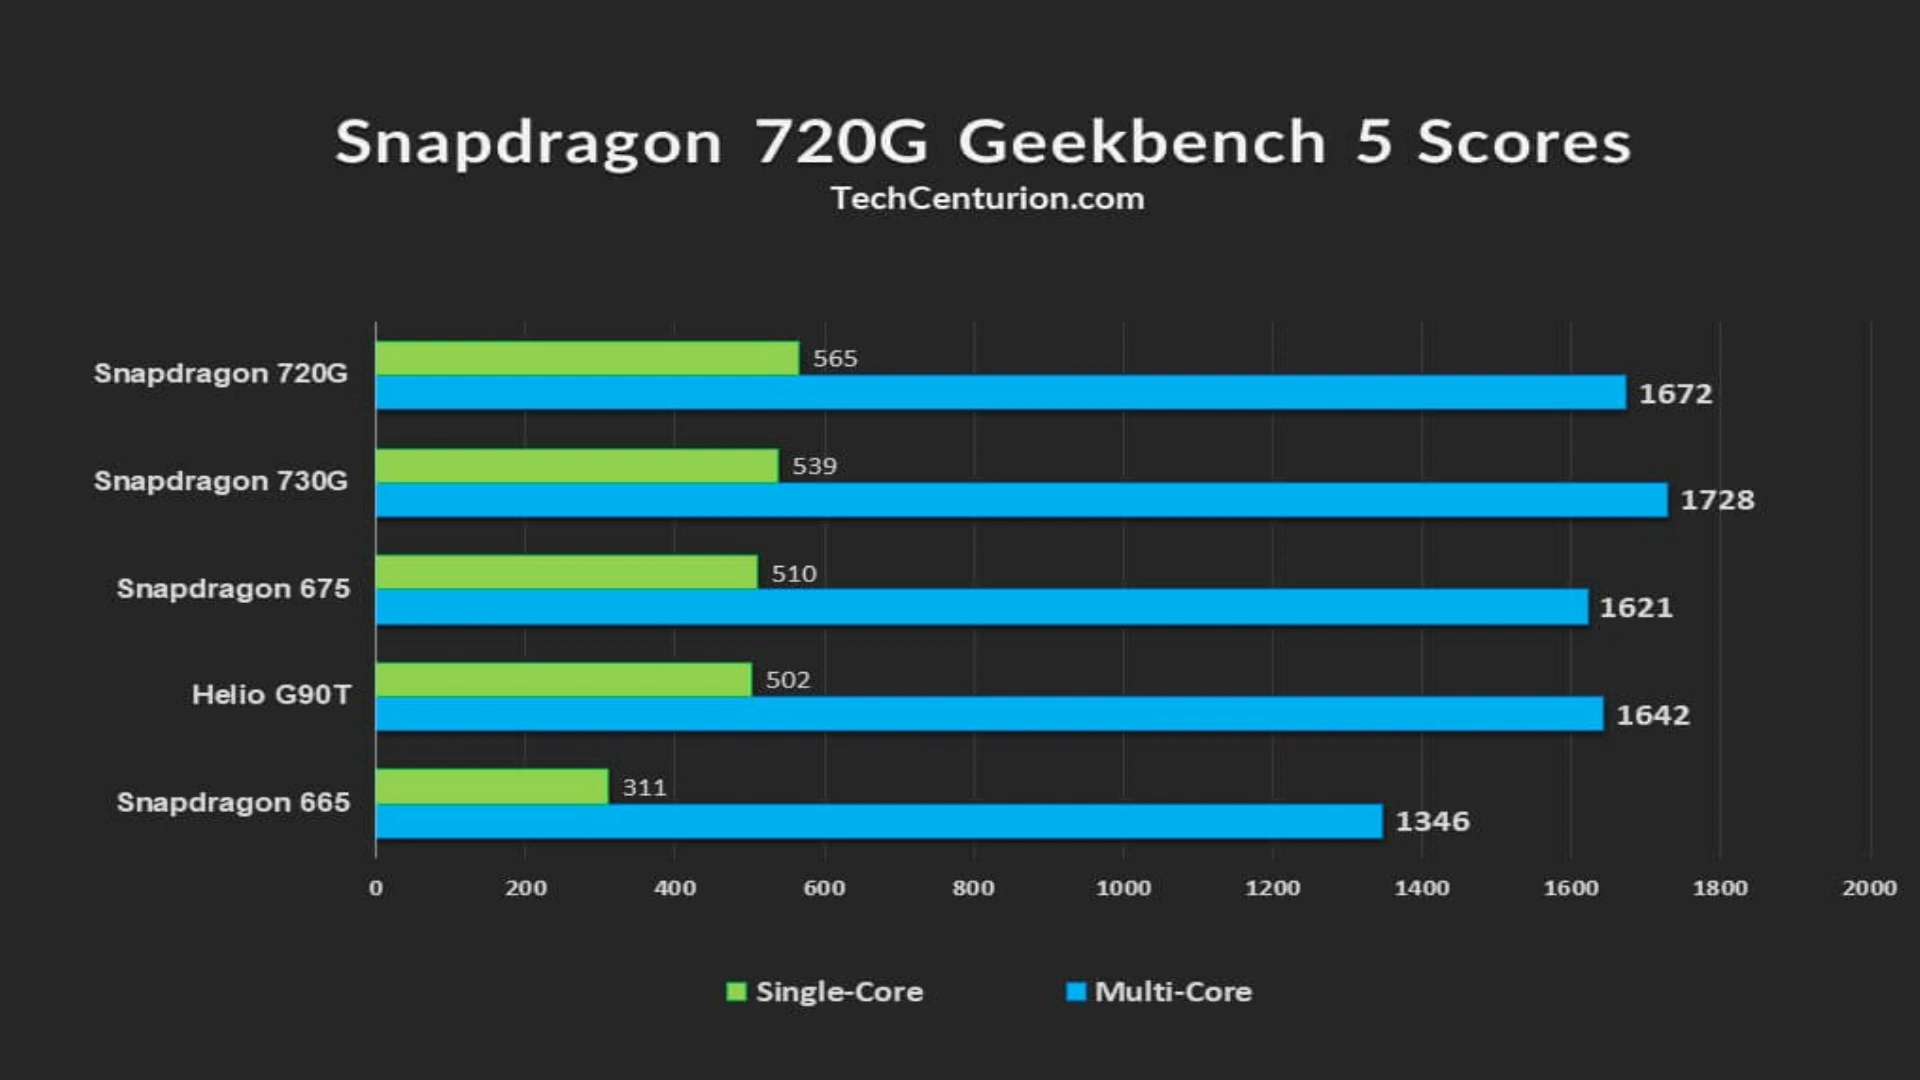 Snapdragon 720G Geekbench 5 Scores
TechCenturion.com
Snapdragon 720G 565 1672
Snapdragon 730G 539 1728
Snapdragon 675 510 1621
Helio G90T 502 1642
Snapdragon 665 311 1346
0 200 400 600 800 1000 1200 1400 1600 1800 2000
Single-Core Multi-Core